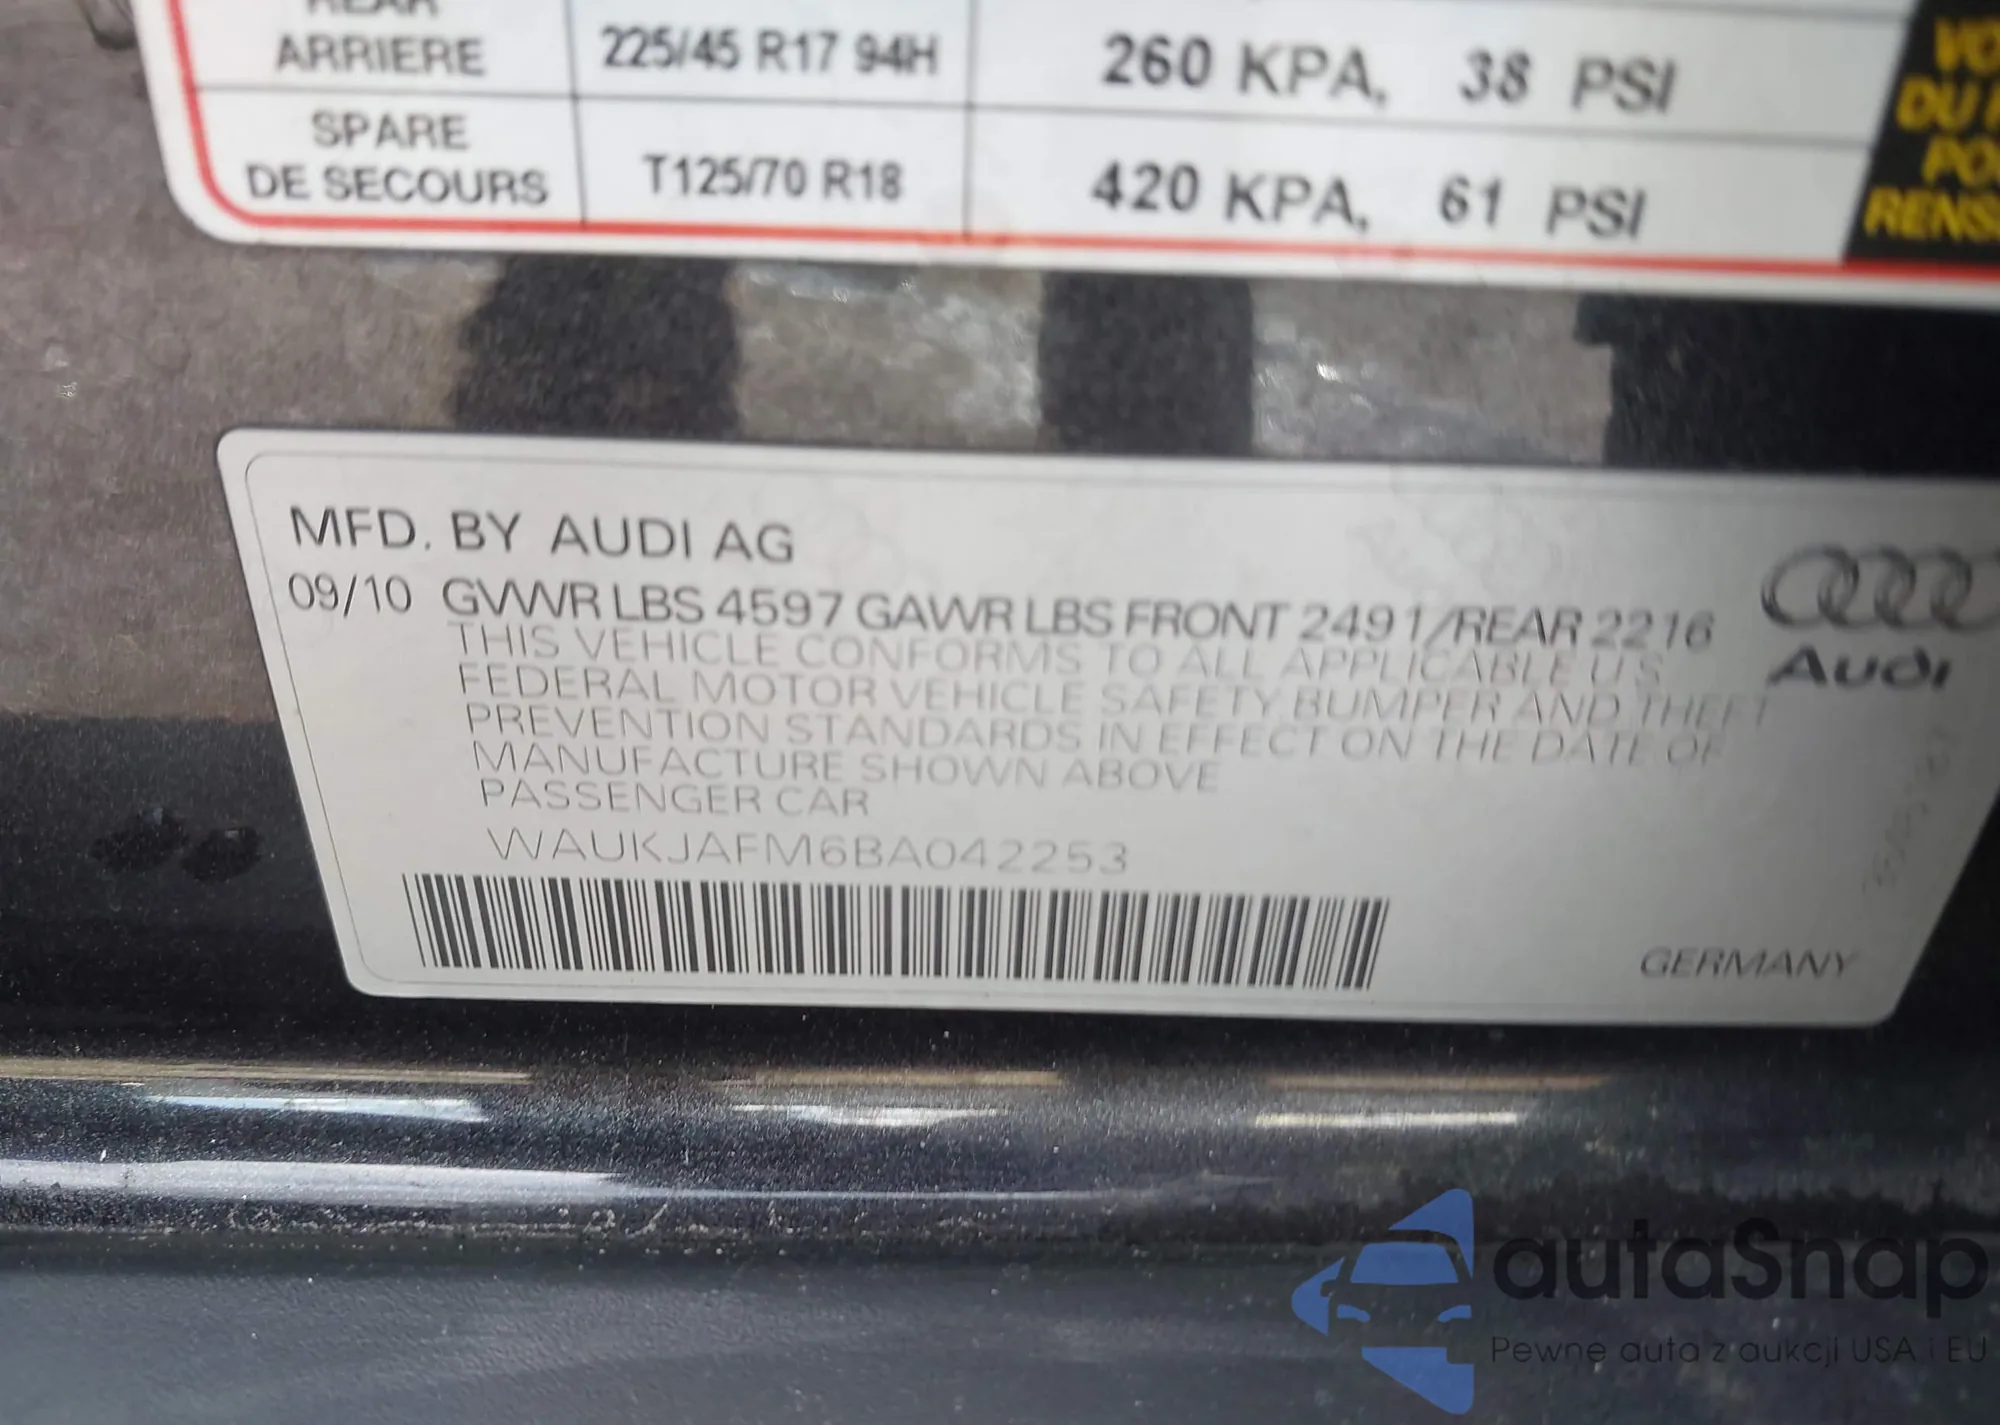 REAR
ARRIERE 225/45 R17 94H 260 KPA, 38 PSI
SPARE
DE SECOURS T125/70 R18 420 KPA, 61 PSI
MFD. BY AUDI AG
09/10 GVWR LBS 4597 GAWR LBS FRONT 2491/REAR 2216
THIS VEHICLE CONFORMS TO ALL APPLICABLE U.S.
FEDERAL MOTOR VEHICLE SAFETY BUMPER AND THEFT
PREVENTION STANDARDS IN EFFECT ON THE DATE OF
MANUFACTURE SHOWN ABOVE
PASSENGER CAR
Audi
WAUKJAFM6BA042253
GERMANY
autaSnap
Pewne auta z aukcji USA i EU